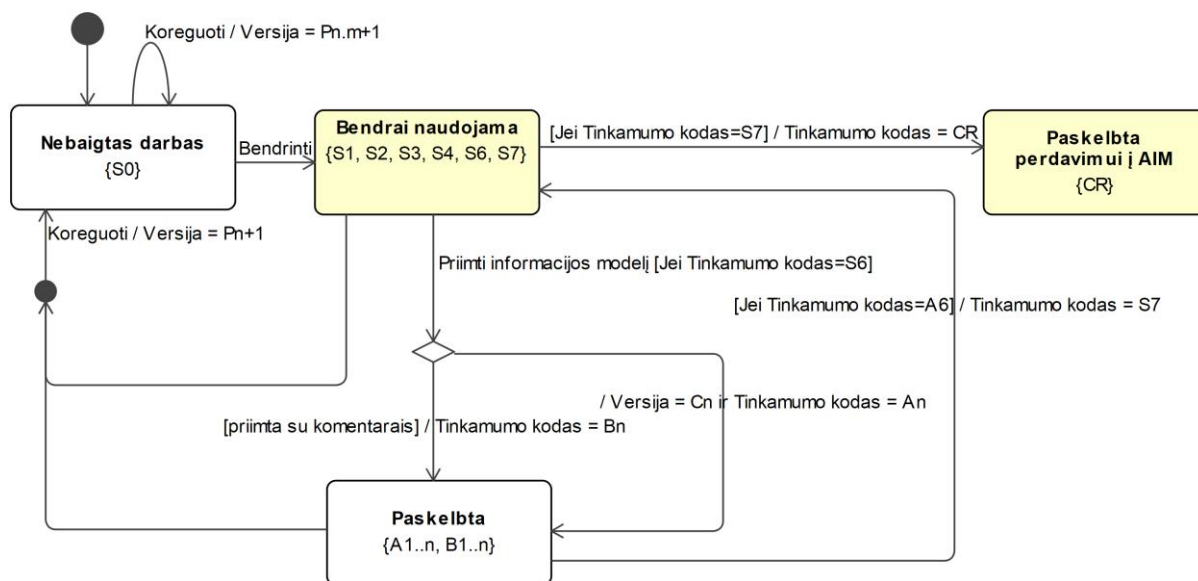 Koreguoti / Versija = Pn.m+1
Nebaigtas darbas
{S0}
Bendrinti
Bendrai naudojama
{S1, S2, S3, S4, S6, S7}
[Jei Tinkamumo kodas=S7] / Tinkamumo kodas = CR
Paskelbta
perdavimui į AIM
{CR}
Koreguoti / Versija = Pn+1
Priimti informacijos modelį [Jei Tinkamumo kodas=S6]
[Jei Tinkamumo kodas=A6] / Tinkamumo kodas = S7
/ Versija = Cn ir Tinkamumo kodas = An
[priimta su komentarais] / Tinkamumo kodas = Bn
Paskelbta
{A1..n, B1..n}